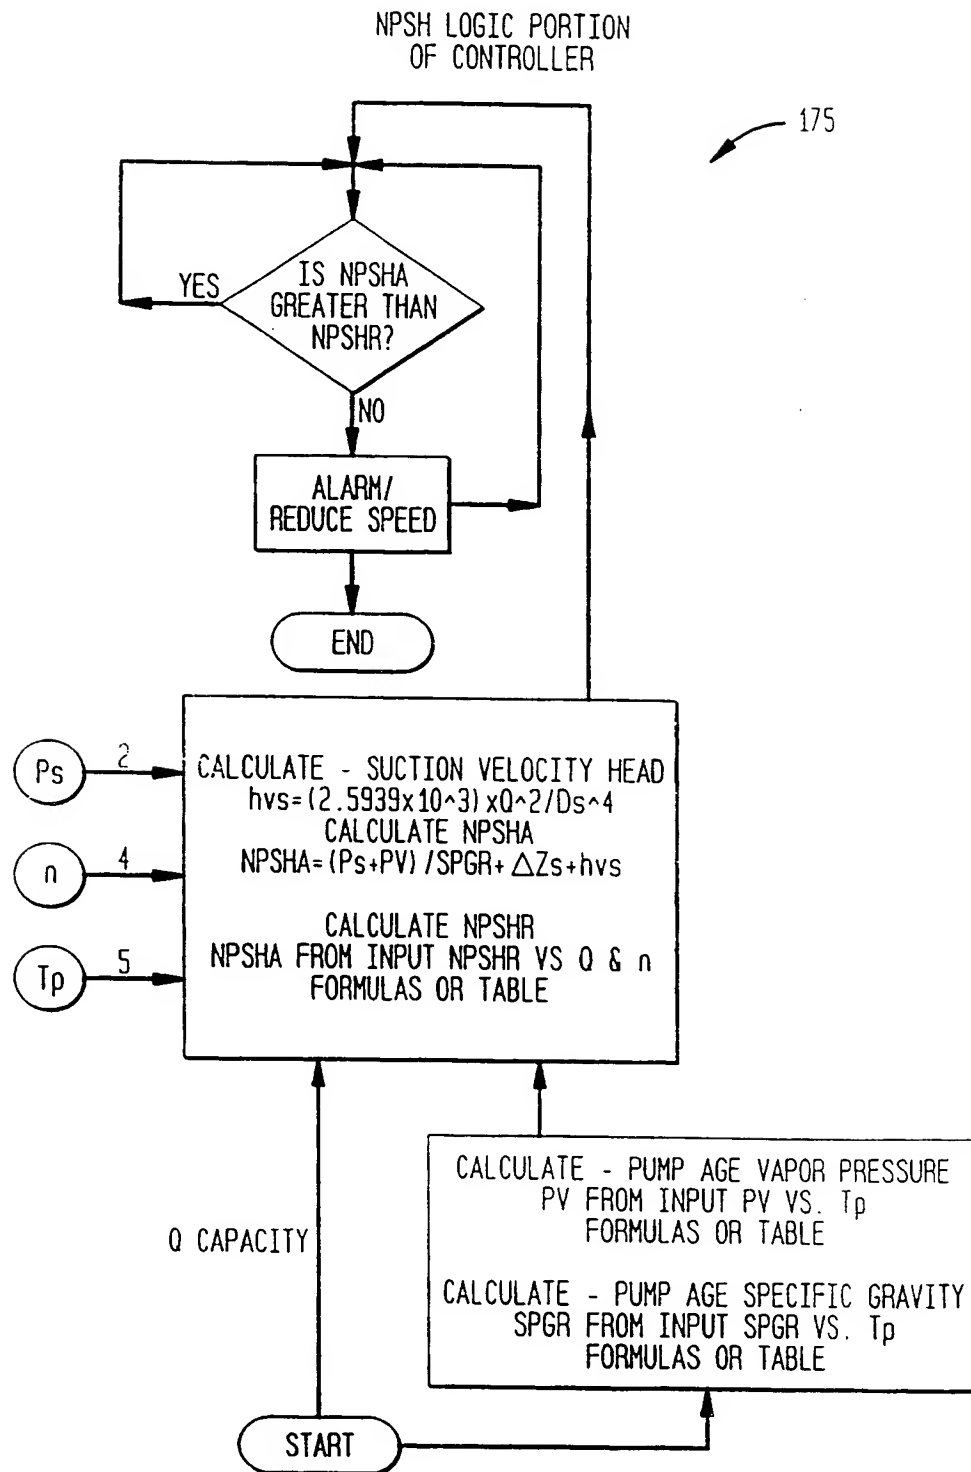 NPSH LOGIC PORTION
OF CONTROLLER
175
IS NPSHA
GREATER THAN
NPSHR?
YES
NO
ALARM/
REDUCE SPEED
END
Ps
2
n
4
Tp
5
CALCULATE - SUCTION VELOCITY HEAD
hvs=(2.5939x10^3)xQ^2/Ds^4
CALCULATE NPSHA
NPSHA=(Ps+PV)/SPGR+△Zs+hvs
CALCULATE NPSHR
NPSHA FROM INPUT NPSHR VS Q & n
FORMULAS OR TABLE
Q CAPACITY
CALCULATE - PUMP AGE VAPOR PRESSURE
PV FROM INPUT PV VS. Tp
FORMULAS OR TABLE
CALCULATE - PUMP AGE SPECIFIC GRAVITY
SPGR FROM INPUT SPGR VS. Tp
FORMULAS OR TABLE
START